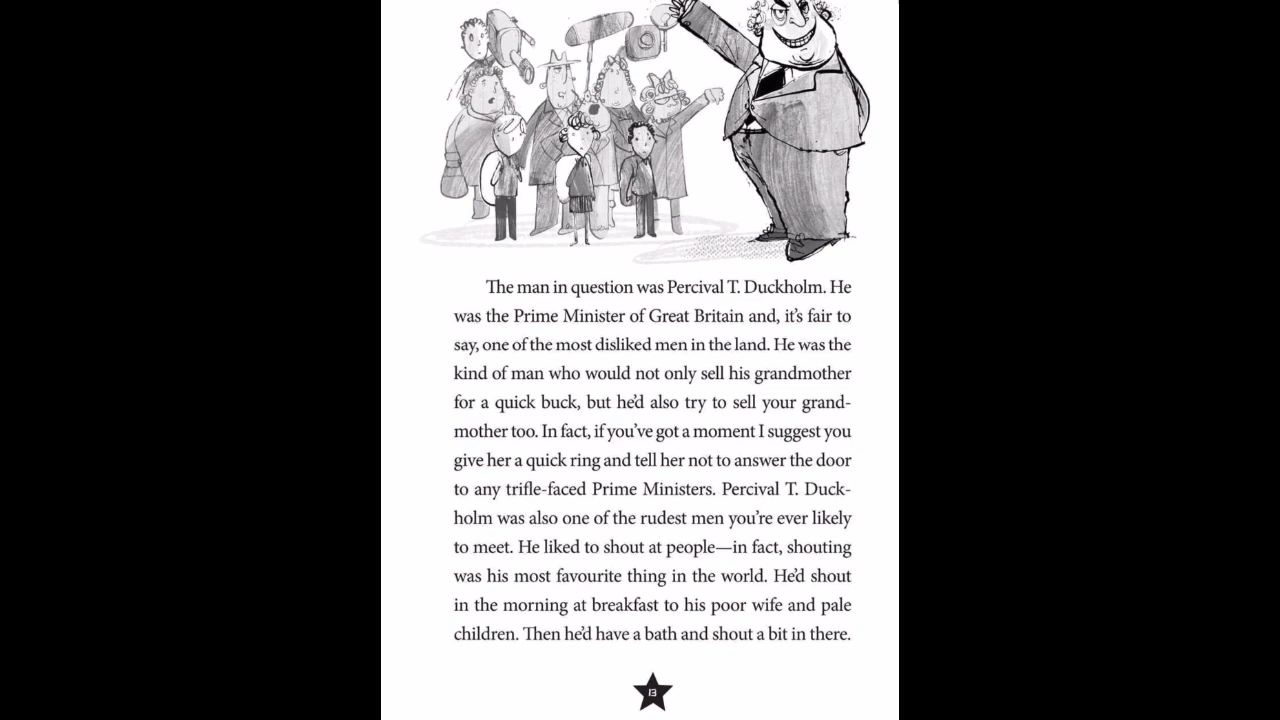 The man in question was Percival T. Duckholm. He
was the Prime Minister of Great Britain and, it's fair to
say, one of the most disliked men in the land. He was the
kind of man who would not only sell his grandmother
for a quick buck, but he'd also try to sell your grand-
mother too. In fact, if you've got a moment I suggest you
give her a quick ring and tell her not to answer the door
to any trifle-faced Prime Ministers. Percival T. Duck-
holm was also one of the rudest men you're ever likely
to meet. He liked to shout at people—in fact, shouting
was his most favourite thing in the world. He'd shout
in the morning at breakfast to his poor wife and pale
children. Then he'd have a bath and shout a bit in there.
13